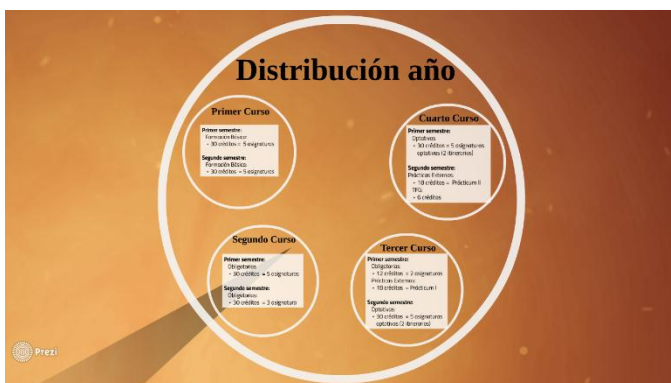 Distribución año
Primer Curso
Primer semestre:
Formación Básica:
• 30 créditos = 5 asignaturas
Segundo semestre:
Formación Básica:
• 30 créditos = 5 asignaturas
Cuarto Curso
Primer semestre:
Optativas:
• 30 créditos = 5 asignaturas
optativas (2 itinerarios)
Segundo semestre:
Prácticas Externas:
• 18 créditos = Prácticum II
TFG:
• 6 créditos
Segundo Curso
Primer semestre:
Obligatorias:
• 30 créditos = 5 asignaturas
Segundo semestre:
Obligatorias:
• 30 créditos = 3 asignatura
Tercer Curso
Primer semestre:
Obligatorias:
• 12 créditos = 2 asignaturas
Prácticas Externas:
• 18 créditos = Prácticum I
Segundo semestre:
Optativas:
• 30 créditos = 5 asignaturas
optativas (2 itinerarios)
Prezi